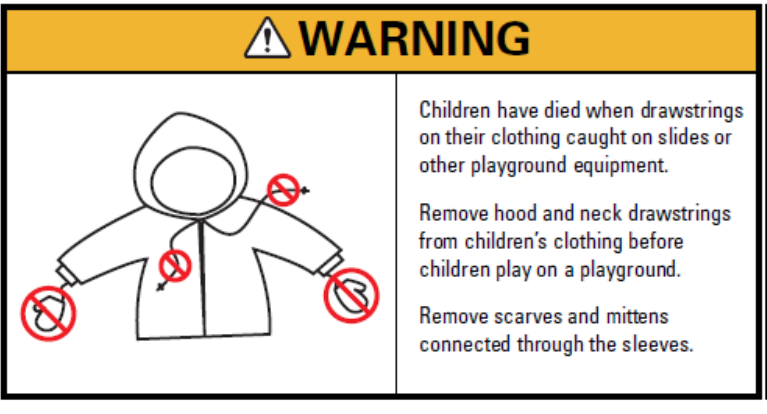 WARNING
Children have died when drawstrings
on their clothing caught on slides or
other playground equipment.
Remove hood and neck drawstrings
from children's clothing before
children play on a playground.
Remove scarves and mittens
connected through the sleeves.